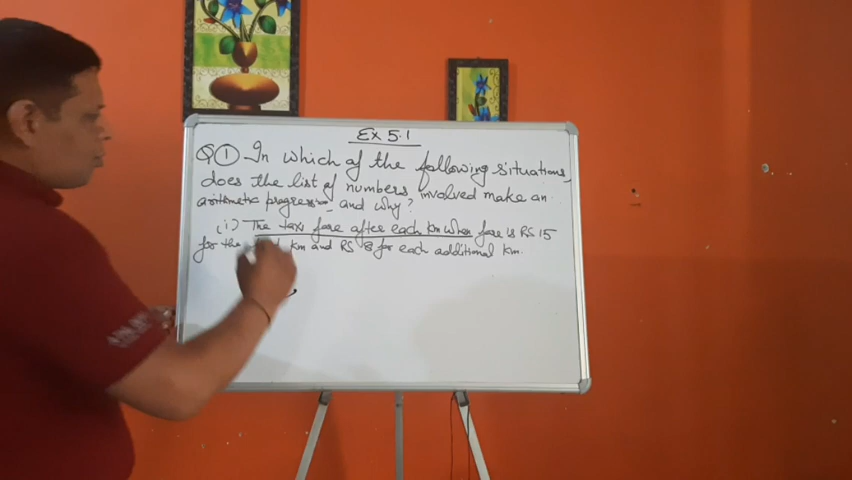 Ex 5.1
Q ① In which of the following situations,
does the list of numbers involved make an
arithmetic progression, and why?
(i) The taxi fare after each km when fare is Rs 15
for the km and RS 8 for each additional km.